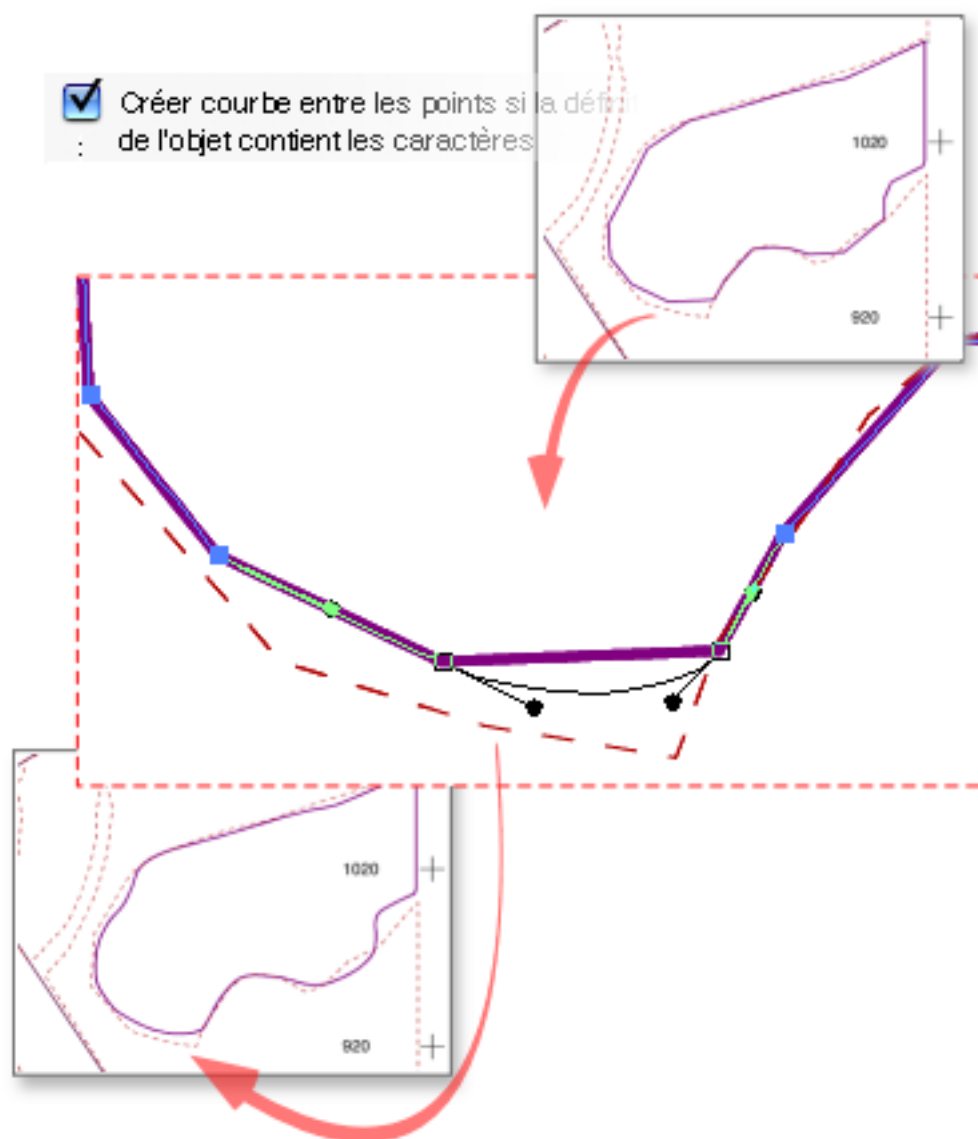 Créer courbe entre les points si la
de l'objet contient les caractères
:
1020
920
1020
920